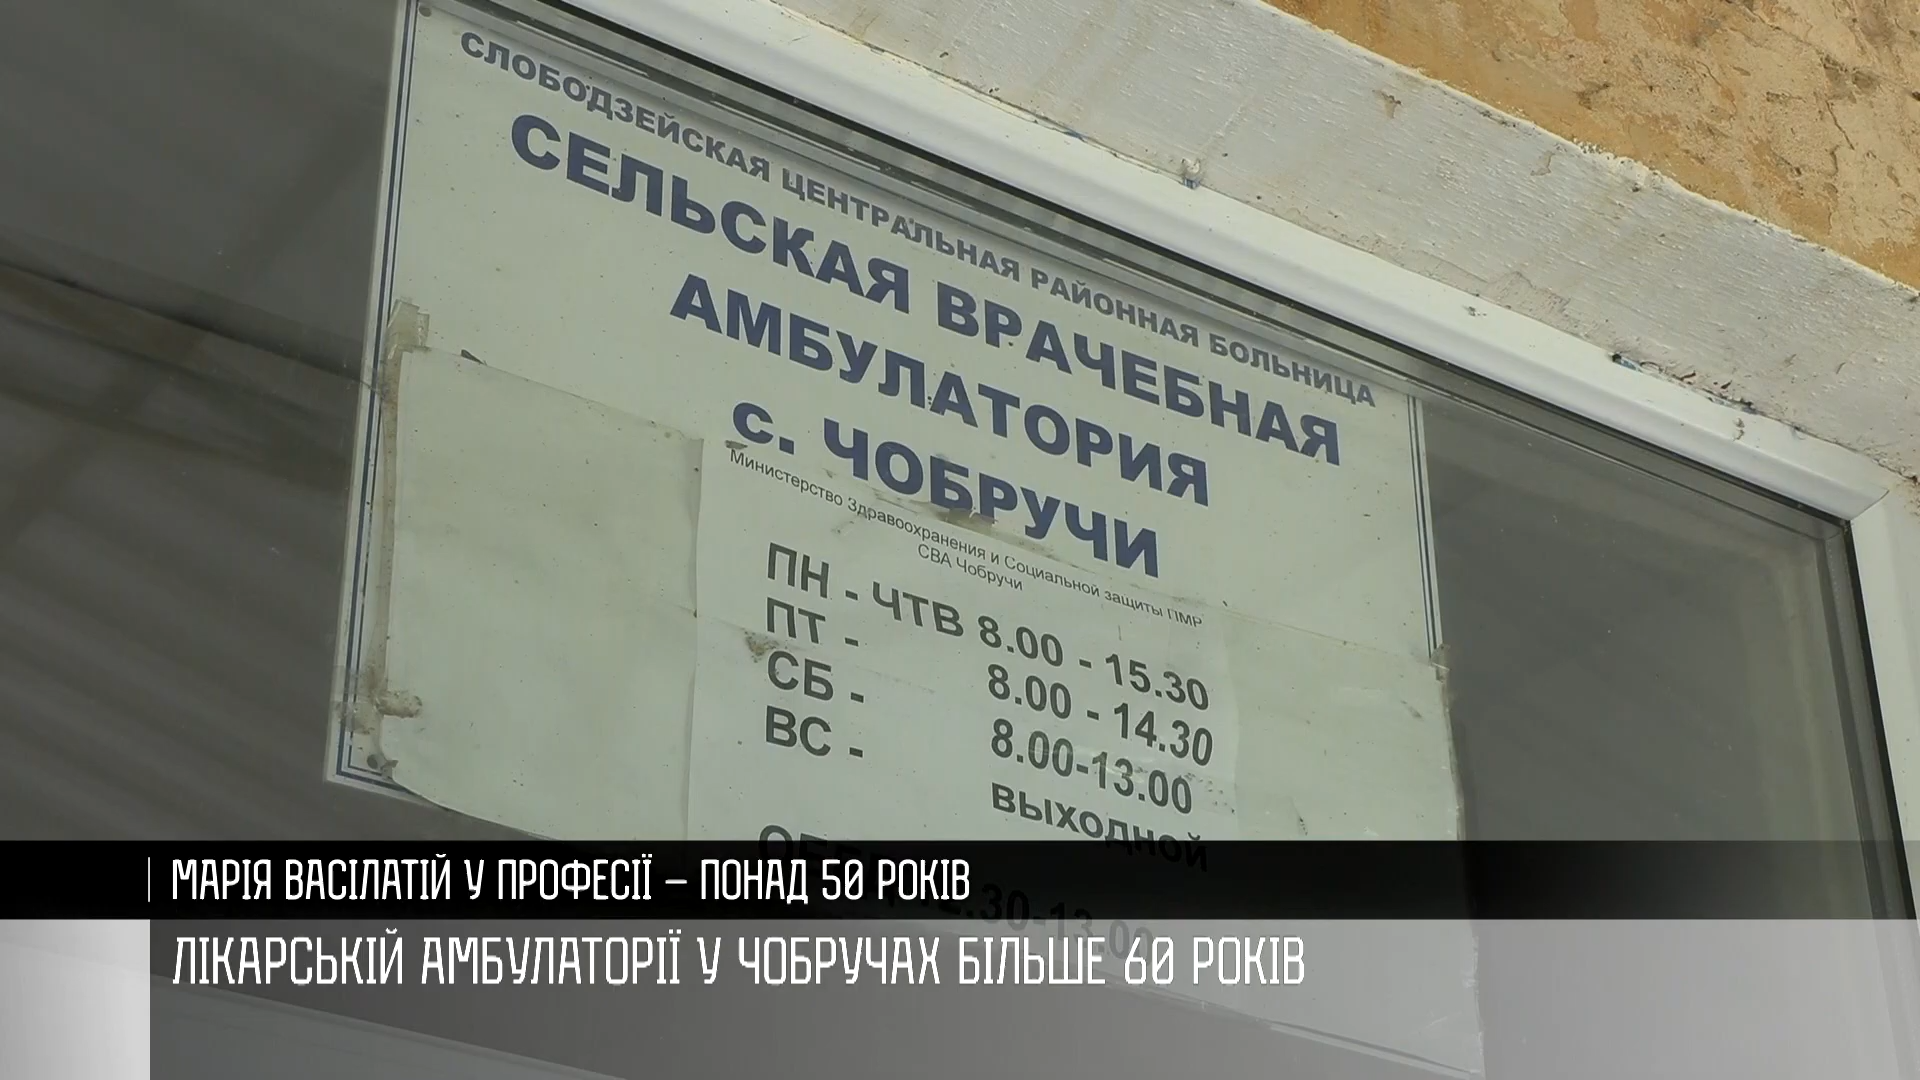 СЛОБОДЗЕЙСКАЯ ЦЕНТРАЛЬНАЯ РАЙОННАЯ БОЛЬНИЦА
СЕЛЬСКАЯ ВРАЧЕБНАЯ
АМБУЛАТОРИЯ
с. ЧОБРУЧИ
Министерство Здравоохранения и Социальной защиты ПМР
СВА Чобручи
ПН - ЧТВ 8.00 - 15.30
ПТ - 8.00 - 14.30
СБ - 8.00-13.00
ВС - ВЫХОДНОЙ
МАРІЯ ВАСІЛАТІЙ У ПРОФЕСІЇ – ПОНАД 50 РОКІВ
ЛІКАРСЬКІЙ АМБУЛАТОРІЇ У ЧОБРУЧАХ БІЛЬШЕ 60 РОКІВ